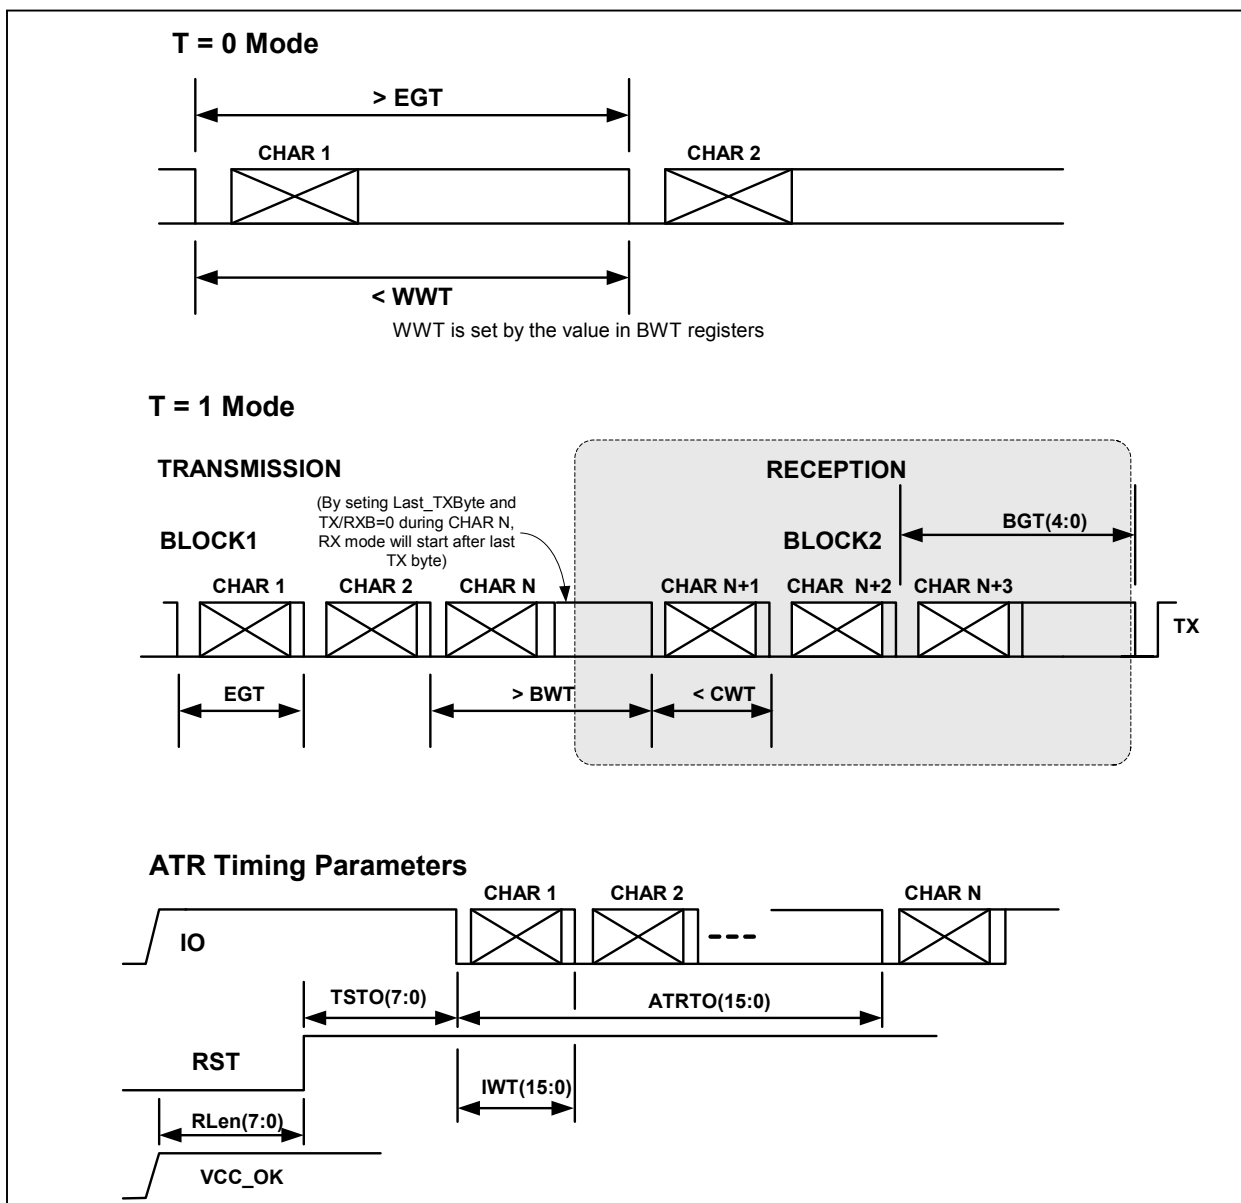 T = 0 Mode
> EGT
CHAR 1
CHAR 2
< WWT
WWT is set by the value in BWT registers
T = 1 Mode
TRANSMISSION
RECEPTION
(By seting Last_TXByte and
TX/RXB=0 during CHAR N,
RX mode will start after last
TX byte)
BGT(4:0)
BLOCK1
BLOCK2
CHAR 1
CHAR 2
CHAR N
CHAR N+1
CHAR N+2
CHAR N+3
TX
EGT
> BWT
< CWT
ATR Timing Parameters
CHAR 1
CHAR 2
CHAR N
IO
TSTO(7:0)
ATRTO(15:0)
RST
IWT(15:0)
RLen(7:0)
VCC_OK